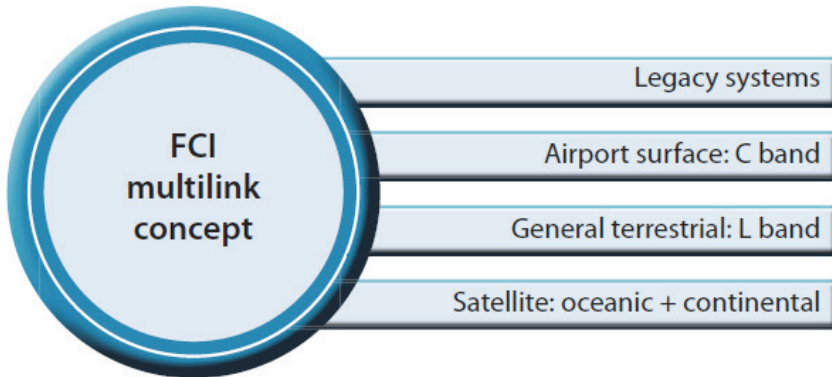 FCI
multilink
concept
Legacy systems
Airport surface: C band
General terrestrial: L band
Satellite: oceanic + continental